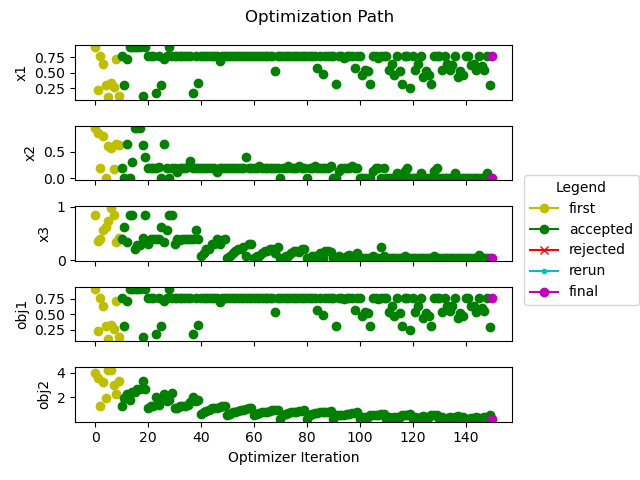 Optimization Path
x1
0.75
0.50
0.25
x2
0.5
0.0
x3
1
0
obj1
0.75
0.50
0.25
obj2
4
2
0 20 40 60 80 100 120 140
Optimizer Iteration
Legend
first
accepted
rejected
rerun
final